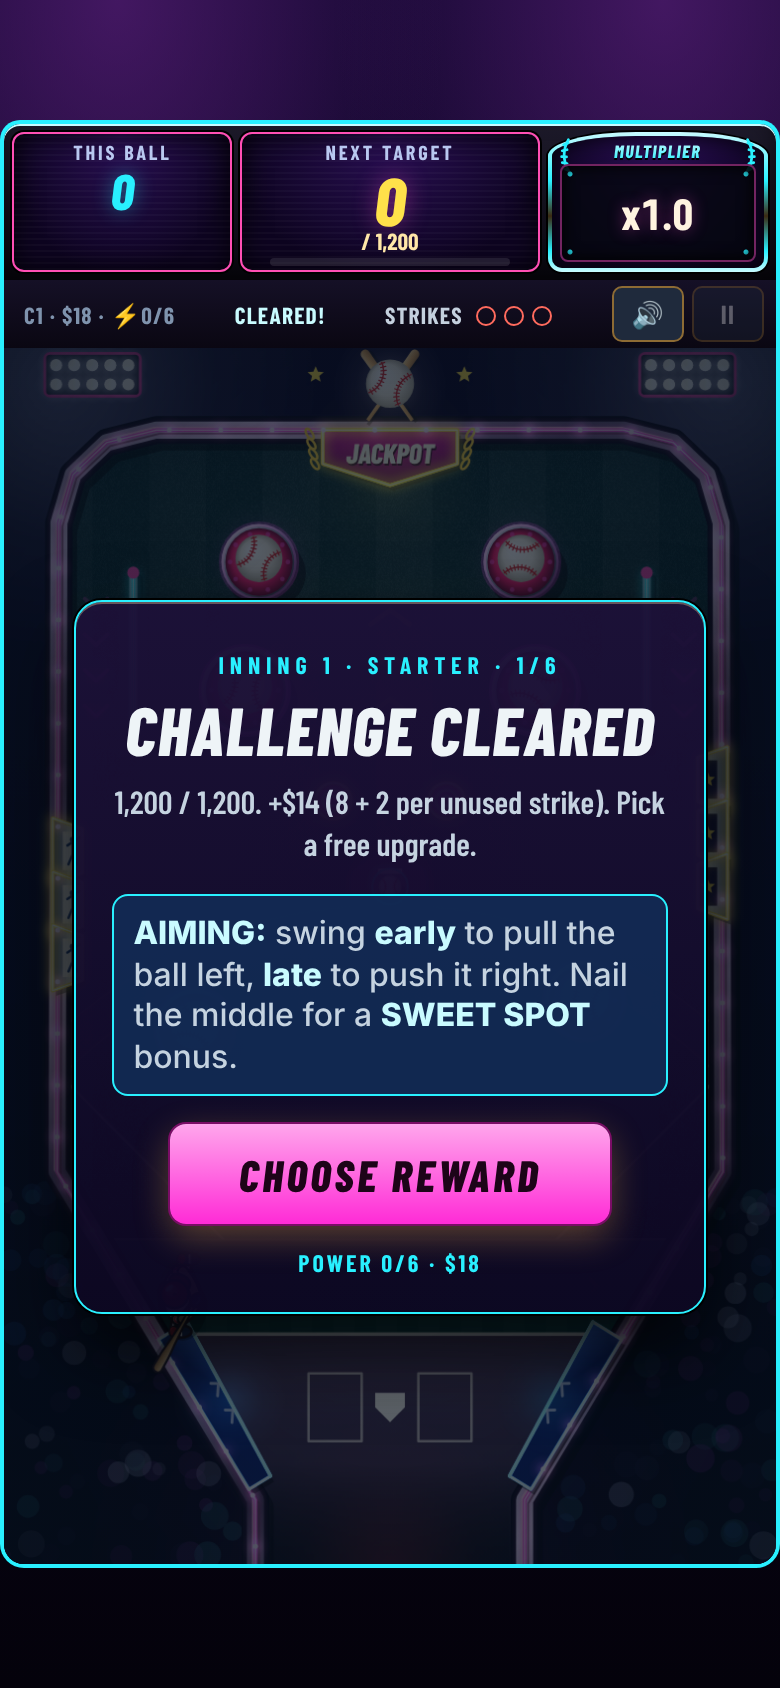 THIS BALL
0
NEXT TARGET
0
/ 1,200
MULTIPLIER
x1.0
C1 · $18 · ⚡0/6
CLEARED!
STRIKES
JACKPOT
INNING 1 · STARTER · 1/6
CHALLENGE CLEARED
1,200 / 1,200. +$14 (8 + 2 per unused strike). Pick
a free upgrade.
AIMING: swing early to pull the
ball left, late to push it right. Nail
the middle for a SWEET SPOT
bonus.
CHOOSE REWARD
POWER 0/6 · $18